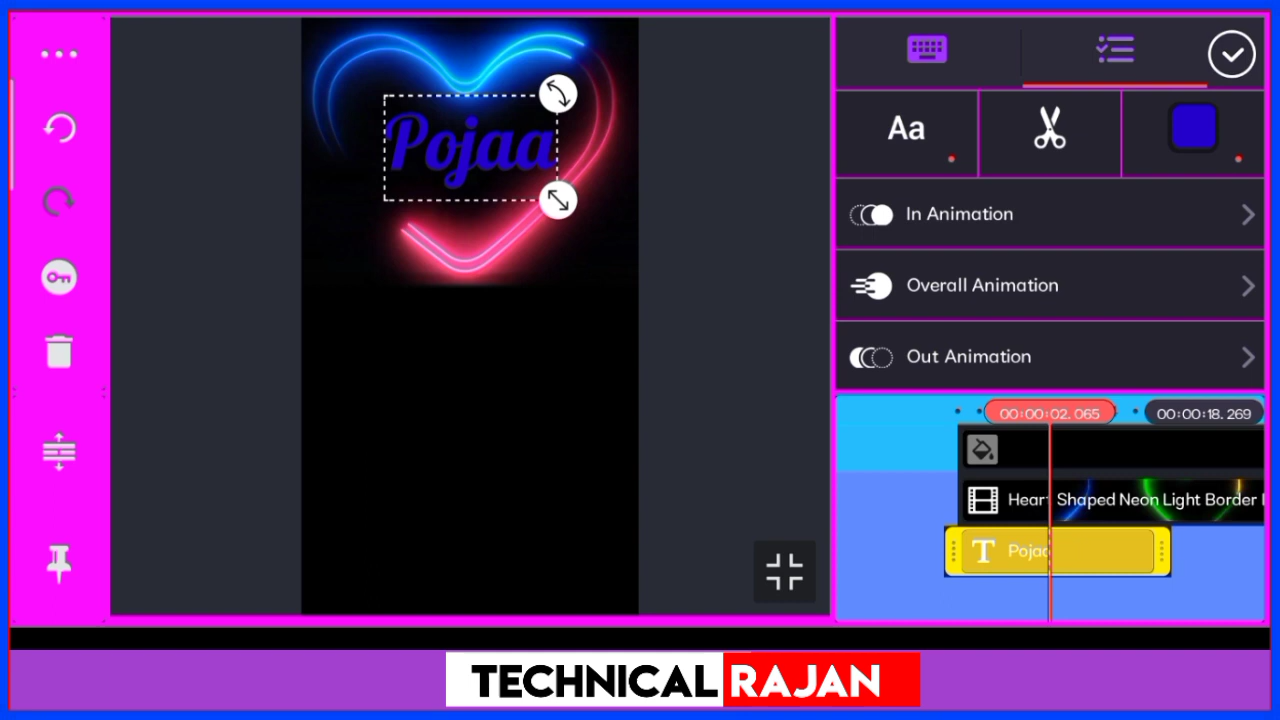 Pojaa
Aa
In Animation
Overall Animation
Out Animation
00:00:02.065
00:00:18.269
Heart Shaped Neon Light Border
T Pojaa
TECHNICAL RAJAN